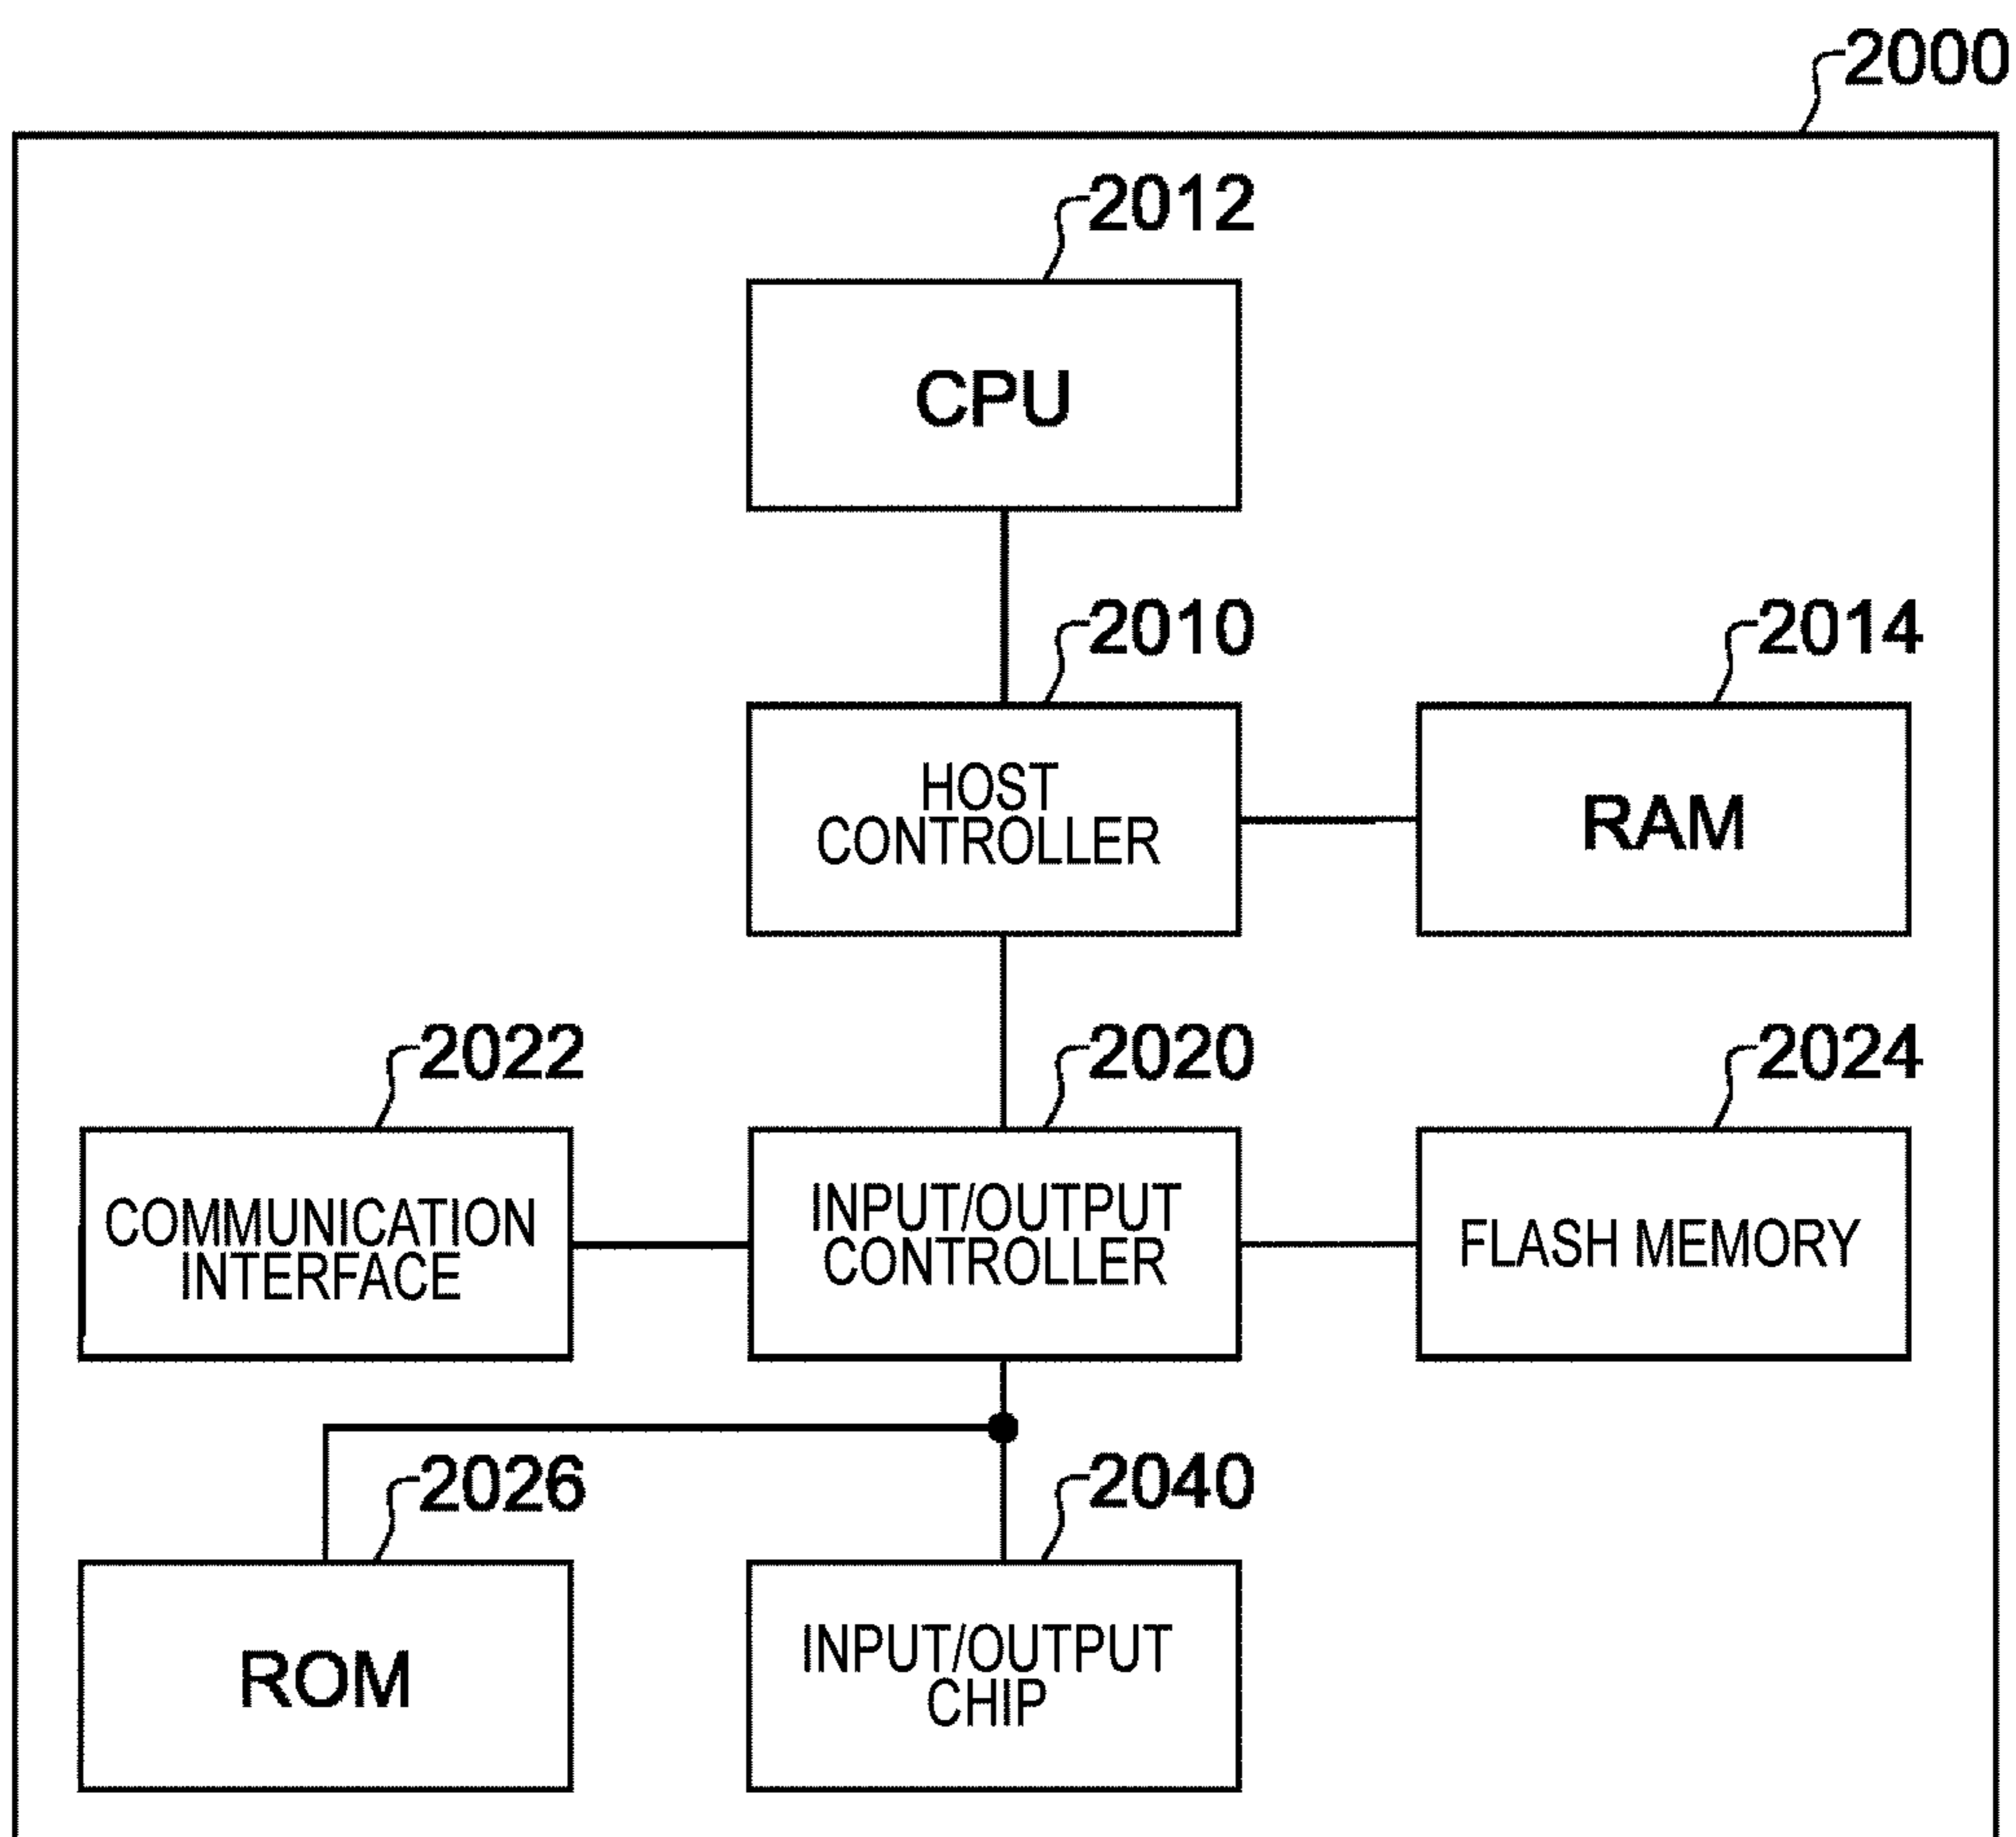 2000
2012
CPU
2010
HOST
CONTROLLER
2014
RAM
2022
COMMUNICATION
INTERFACE
2020
INPUT/OUTPUT
CONTROLLER
2024
FLASH MEMORY
2026
ROM
2040
INPUT/OUTPUT
CHIP